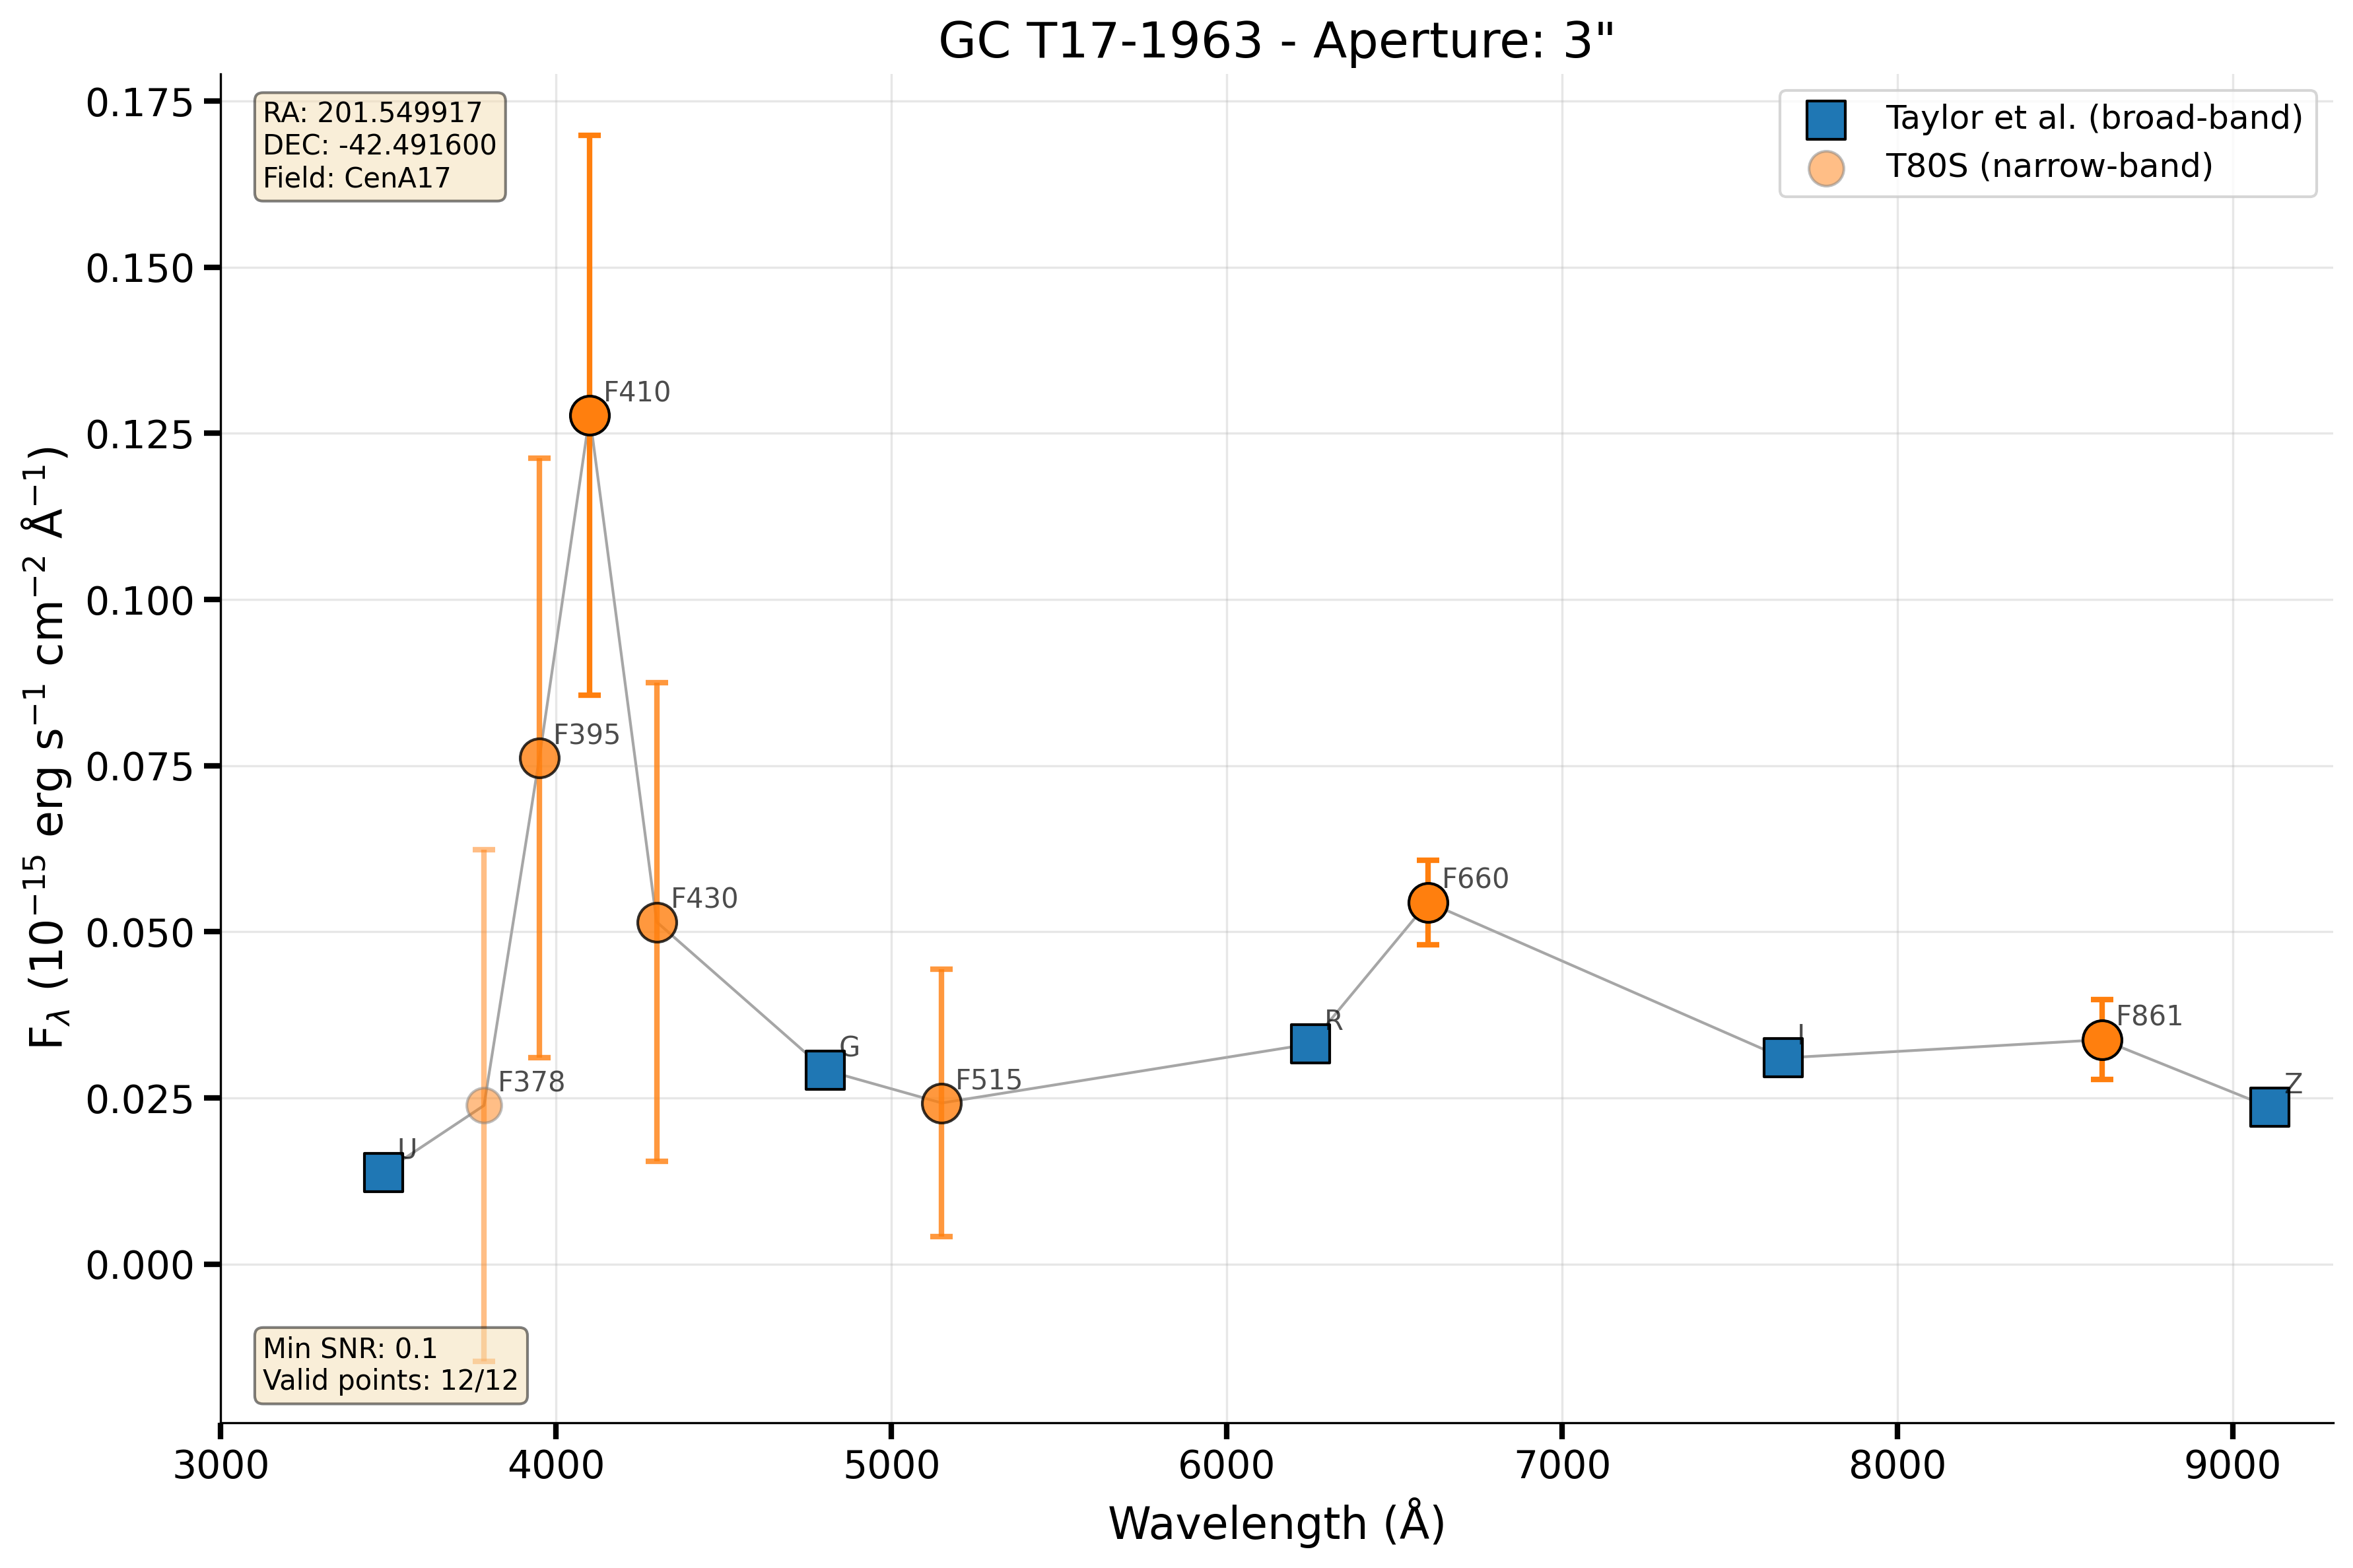 GC T17-1963 - Aperture: 3"
RA: 201.549917
DEC: -42.491600
Field: CenA17
Taylor et al. (broad-band)
T80S (narrow-band)
F$_{\lambda}$ (10$^{-15}$ erg s$^{-1}$ cm$^{-2}$ Å$^{-1}$)
0.175
0.150
0.125
0.100
0.075
0.050
0.025
0.000
F410
F395
F430
F378
U
G
F515
R
F660
I
F861
Z
Min SNR: 0.1
Valid points: 12/12
3000 4000 5000 6000 7000 8000 9000
Wavelength (Å)